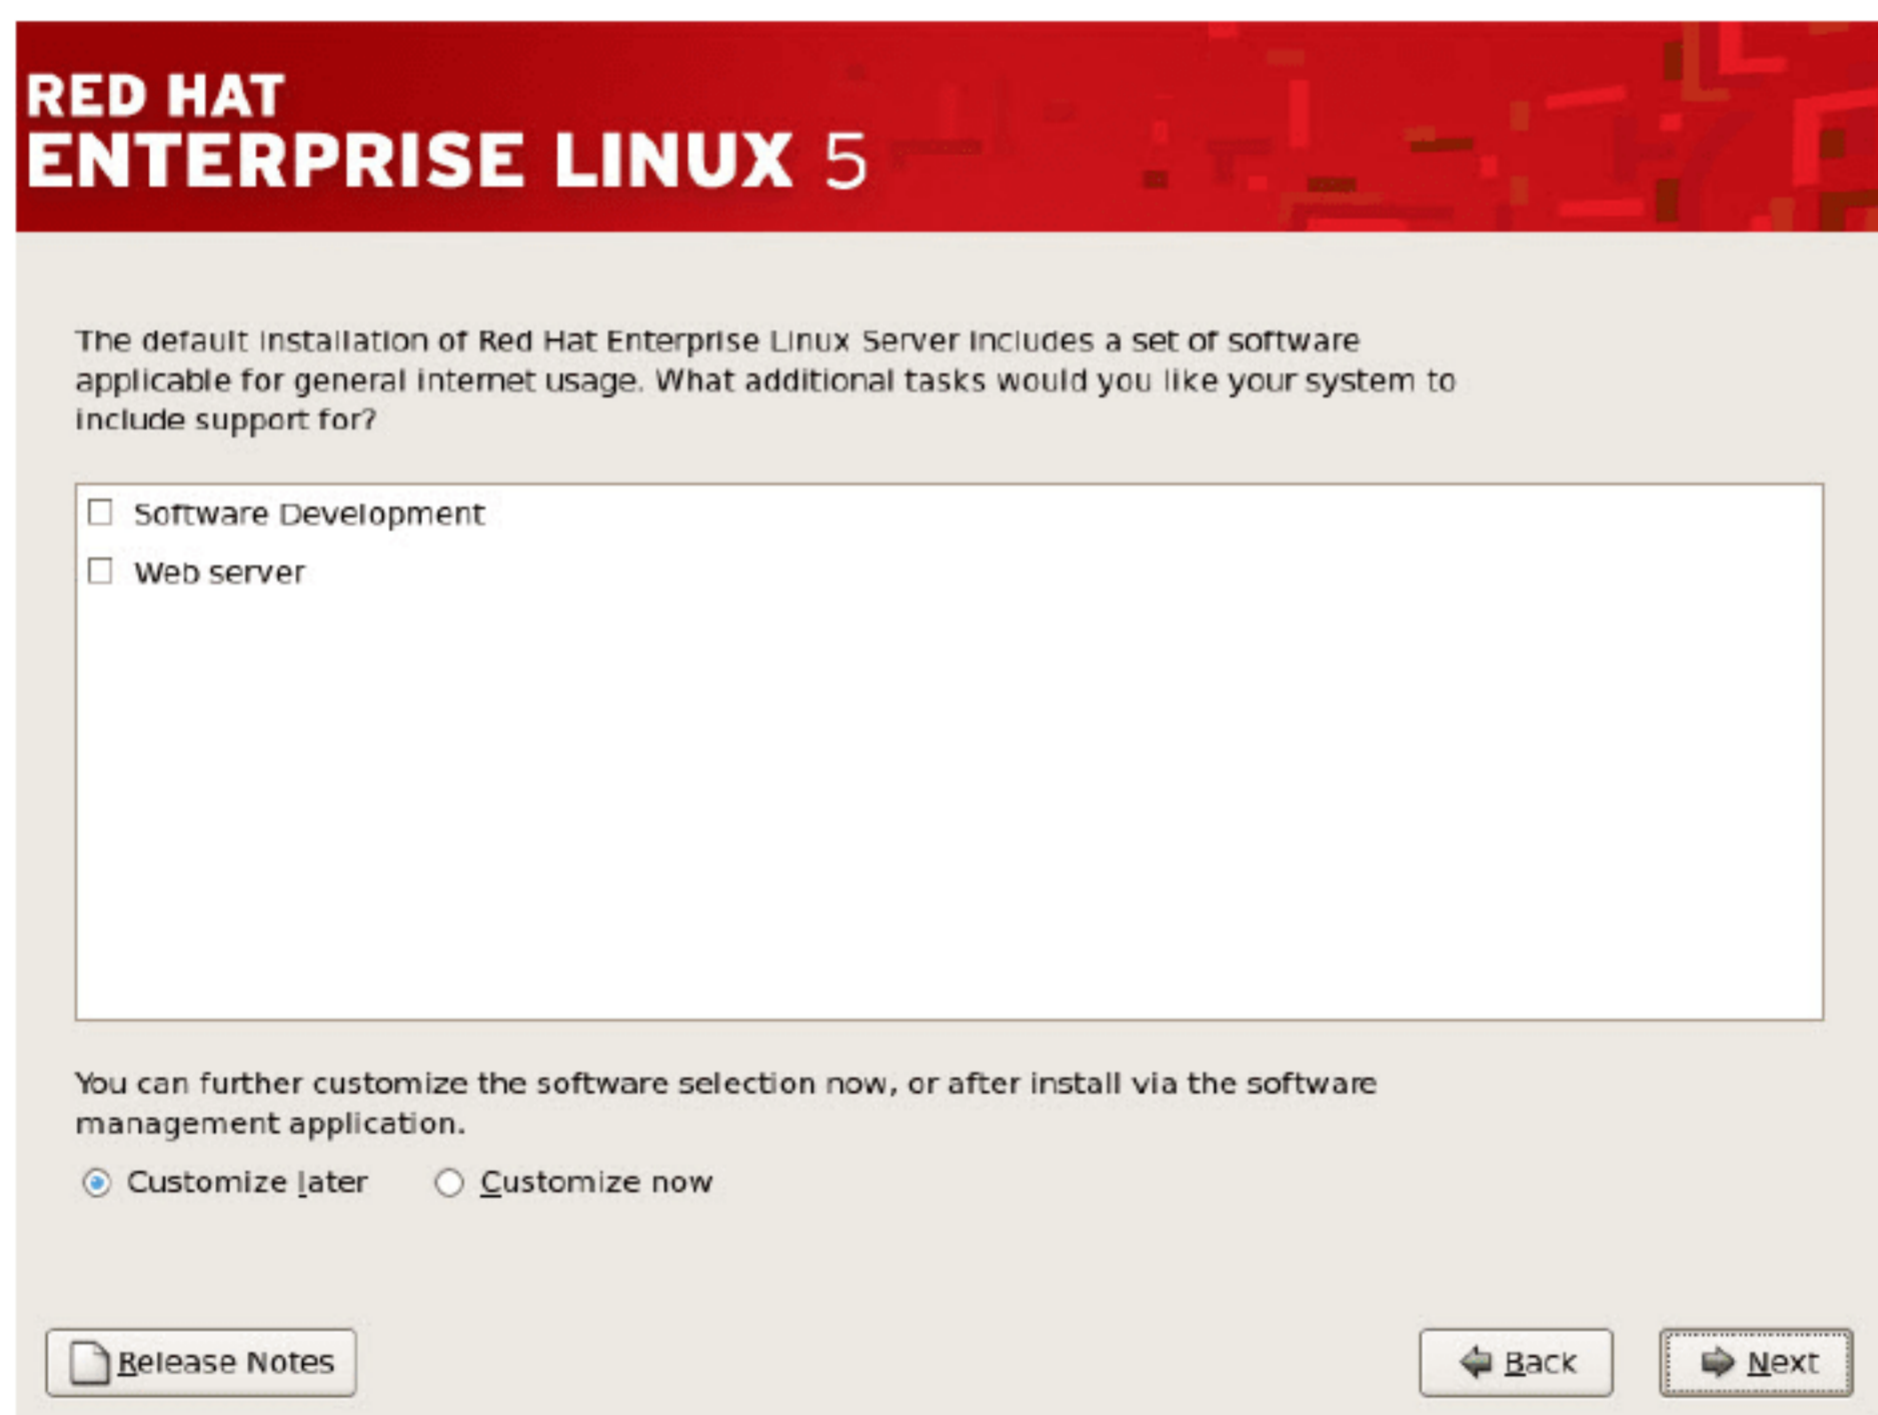 RED HAT
ENTERPRISE LINUX 5
The default installation of Red Hat Enterprise Linux Server includes a set of software
applicable for general internet usage. What additional tasks would you like your system to
include support for?
Software Development
Web server
You can further customize the software selection now, or after install via the software
management application.
Customize later Customize now
Release Notes Back Next